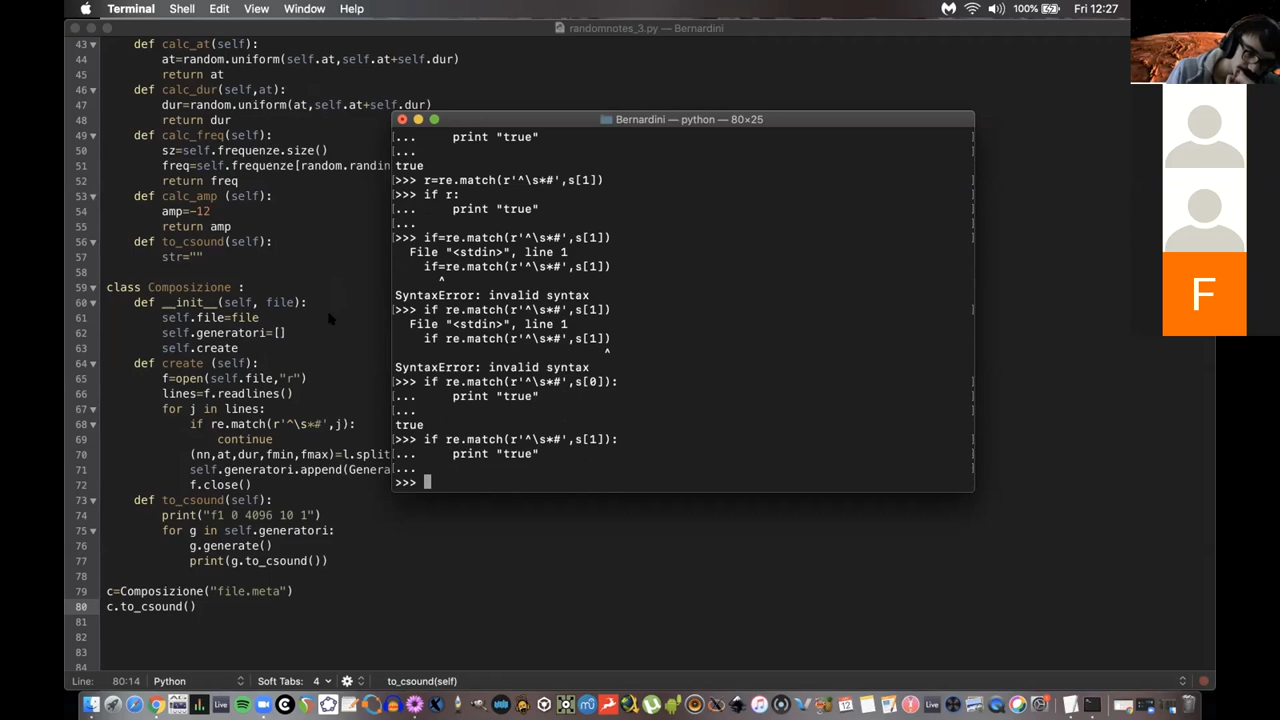 Terminal Shell Edit View Window Help 100% Fri 12:27
randomnotes_3.py — Bernardini
43 def calc_at(self):
44 at=random.uniform(self.at,self.at+self.dur)
45 return at
46 def calc_dur(self,at):
47 dur=random.uniform(at,self.at+self.dur)
48 return dur
49 def calc_freq(self):
50 sz=self.frequenze.size()
51 freq=self.frequenze[random.randin
52 return freq
53 def calc_amp (self):
54 amp=-12
55 return amp
56 def to_csound(self):
57 str=""
58
59 class Composizione :
60 def __init__(self, file):
61 self.file=file
62 self.generatori=[]
63 self.create
64 def create (self):
65 f=open(self.file,"r")
66 lines=f.readlines()
67 for j in lines:
68 if re.match(r'^\s*#',j):
69 continue
70 (nn,at,dur,fmin,fmax)=l.split
71 self.generatori.append(Genera
72 f.close()
73 def to_csound(self):
74 print("f1 0 4096 10 1")
75 for g in self.generatori:
76 g.generate()
77 print(g.to_csound())
78
79 c=Composizione("file.meta")
80 c.to_csound()
81
82
83
84
Bernardini — python — 80×25
[... print "true" ]
[... ]
true
>>> r=re.match(r'^\s*#',s[1]) ]
>>> if r: ]
[... print "true" ]
[... ]
>>> if=re.match(r'^\s*#',s[1]) ]
File "<stdin>", line 1
if=re.match(r'^\s*#',s[1])
^
SyntaxError: invalid syntax
>>> if re.match(r'^\s*#',s[1]) ]
File "<stdin>", line 1
if re.match(r'^\s*#',s[1])
^
SyntaxError: invalid syntax
>>> if re.match(r'^\s*#',s[0]): ]
[... print "true" ]
[... ]
true
>>> if re.match(r'^\s*#',s[1]): ]
[... print "true" ]
[... ]
>>>
F
Line: 80:14 Python Soft Tabs: 4 to_csound(self)